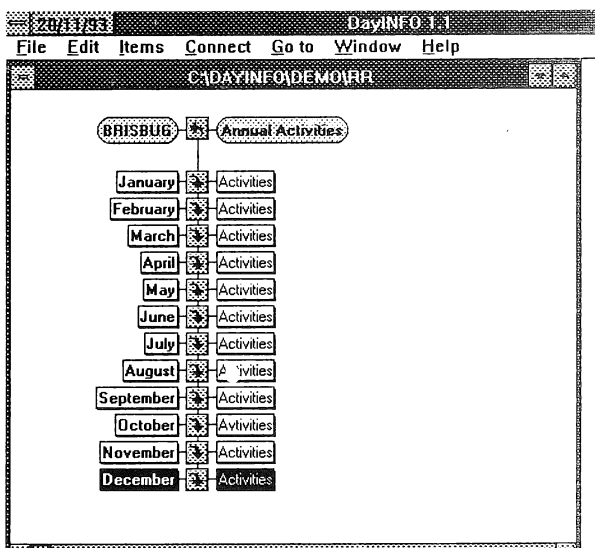 20/11/93 DayINFO 1.1
File Edit Items Connect Go to Window Help
C:\DAYINFO\DEMO\RR
BRISBUG Annual Activities
January Activities
February Activities
March Activities
April Activities
May Activities
June Activities
July Activities
August
September Activities
October Avtivities
November Activities
December Activities